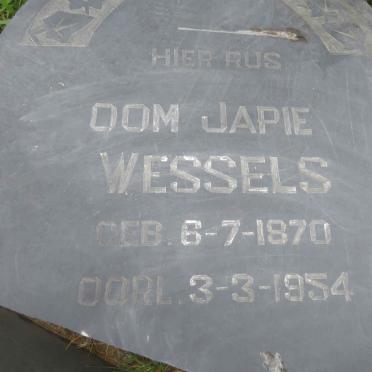 HIER RUS
OOM JAPIE
WESSELS
GEB. 6-7-1870
OORL. 3-3-1954